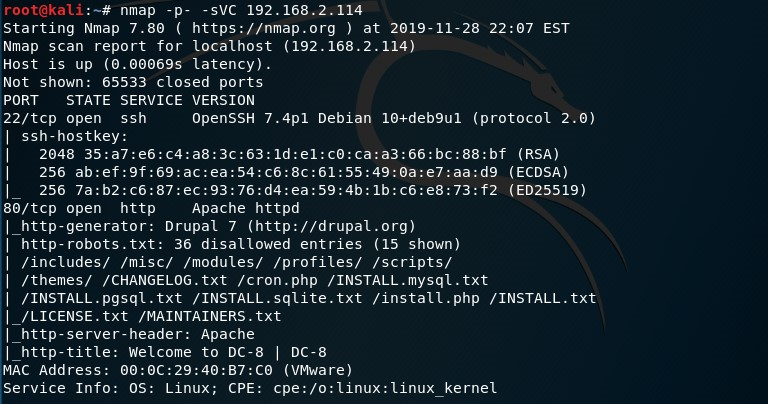 root@kali:~# nmap -p- -sVC 192.168.2.114
Starting Nmap 7.80 ( https://nmap.org ) at 2019-11-28 22:07 EST
Nmap scan report for localhost (192.168.2.114)
Host is up (0.00069s latency).
Not shown: 65533 closed ports
PORT   STATE SERVICE VERSION
22/tcp open  ssh     OpenSSH 7.4p1 Debian 10+deb9u1 (protocol 2.0)
| ssh-hostkey:
|   2048 35:a7:e6:c4:a8:3c:63:1d:e1:c0:ca:a3:66:bc:88:bf (RSA)
|   256 ab:ef:9f:69:ac:ea:54:c6:8c:61:55:49:0a:e7:aa:d9 (ECDSA)
|_  256 7a:b2:c6:87:ec:93:76:d4:ea:59:4b:1b:c6:e8:73:f2 (ED25519)
80/tcp open  http    Apache httpd
|_http-generator: Drupal 7 (http://drupal.org)
| http-robots.txt: 36 disallowed entries (15 shown)
| /includes/ /misc/ /modules/ /profiles/ /scripts/
| /themes/ /CHANGELOG.txt /cron.php /INSTALL.mysql.txt
| /INSTALL.pgsql.txt /INSTALL.sqlite.txt /install.php /INSTALL.txt
|_/LICENSE.txt /MAINTAINERS.txt
|_http-server-header: Apache
|_http-title: Welcome to DC-8 | DC-8
MAC Address: 00:0C:29:40:B7:C0 (VMware)
Service Info: OS: Linux; CPE: cpe:/o:linux:linux_kernel